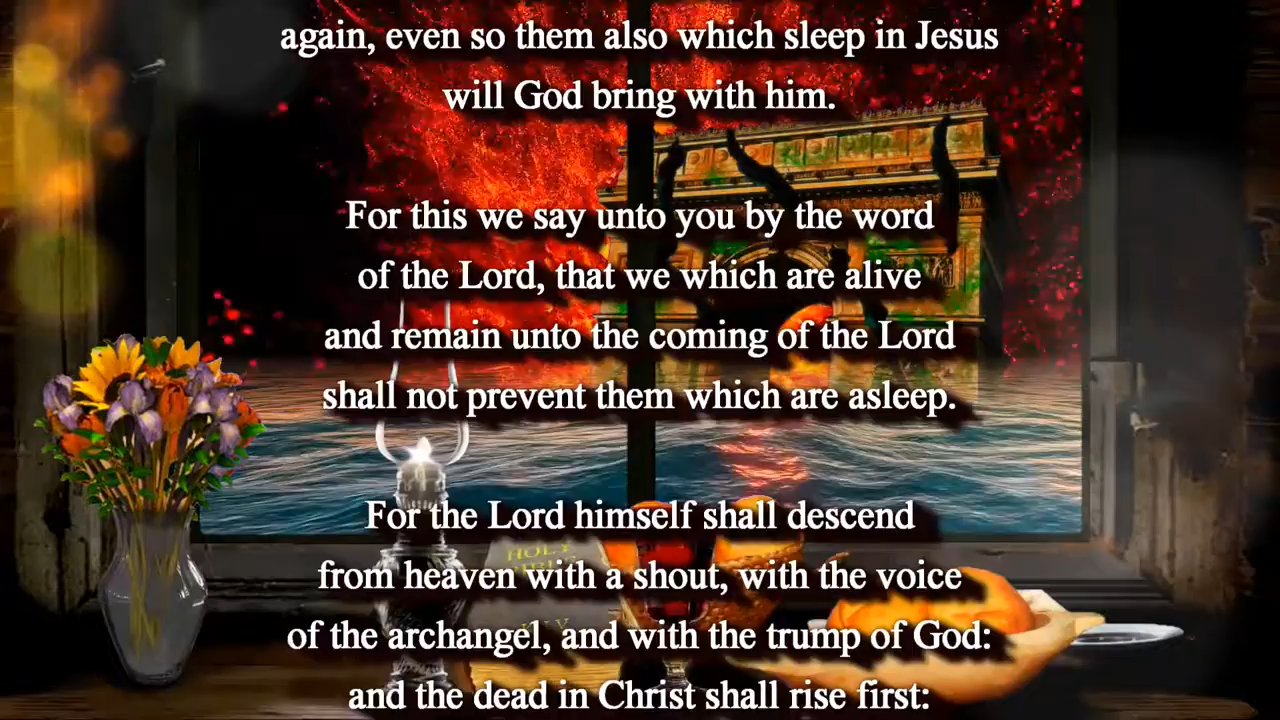 again, even so them also which sleep in Jesus
will God bring with him.
For this we say unto you by the word
of the Lord, that we which are alive
and remain unto the coming of the Lord
shall not prevent them which are asleep.
For the Lord himself shall descend
from heaven with a shout, with the voice
of the archangel, and with the trump of God:
and the dead in Christ shall rise first:
HOLY